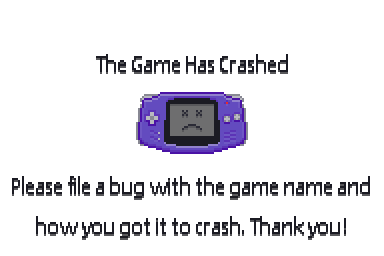 The Game Has Crashed
Please file a bug with the game name and
how you got it to crash. Thank you!